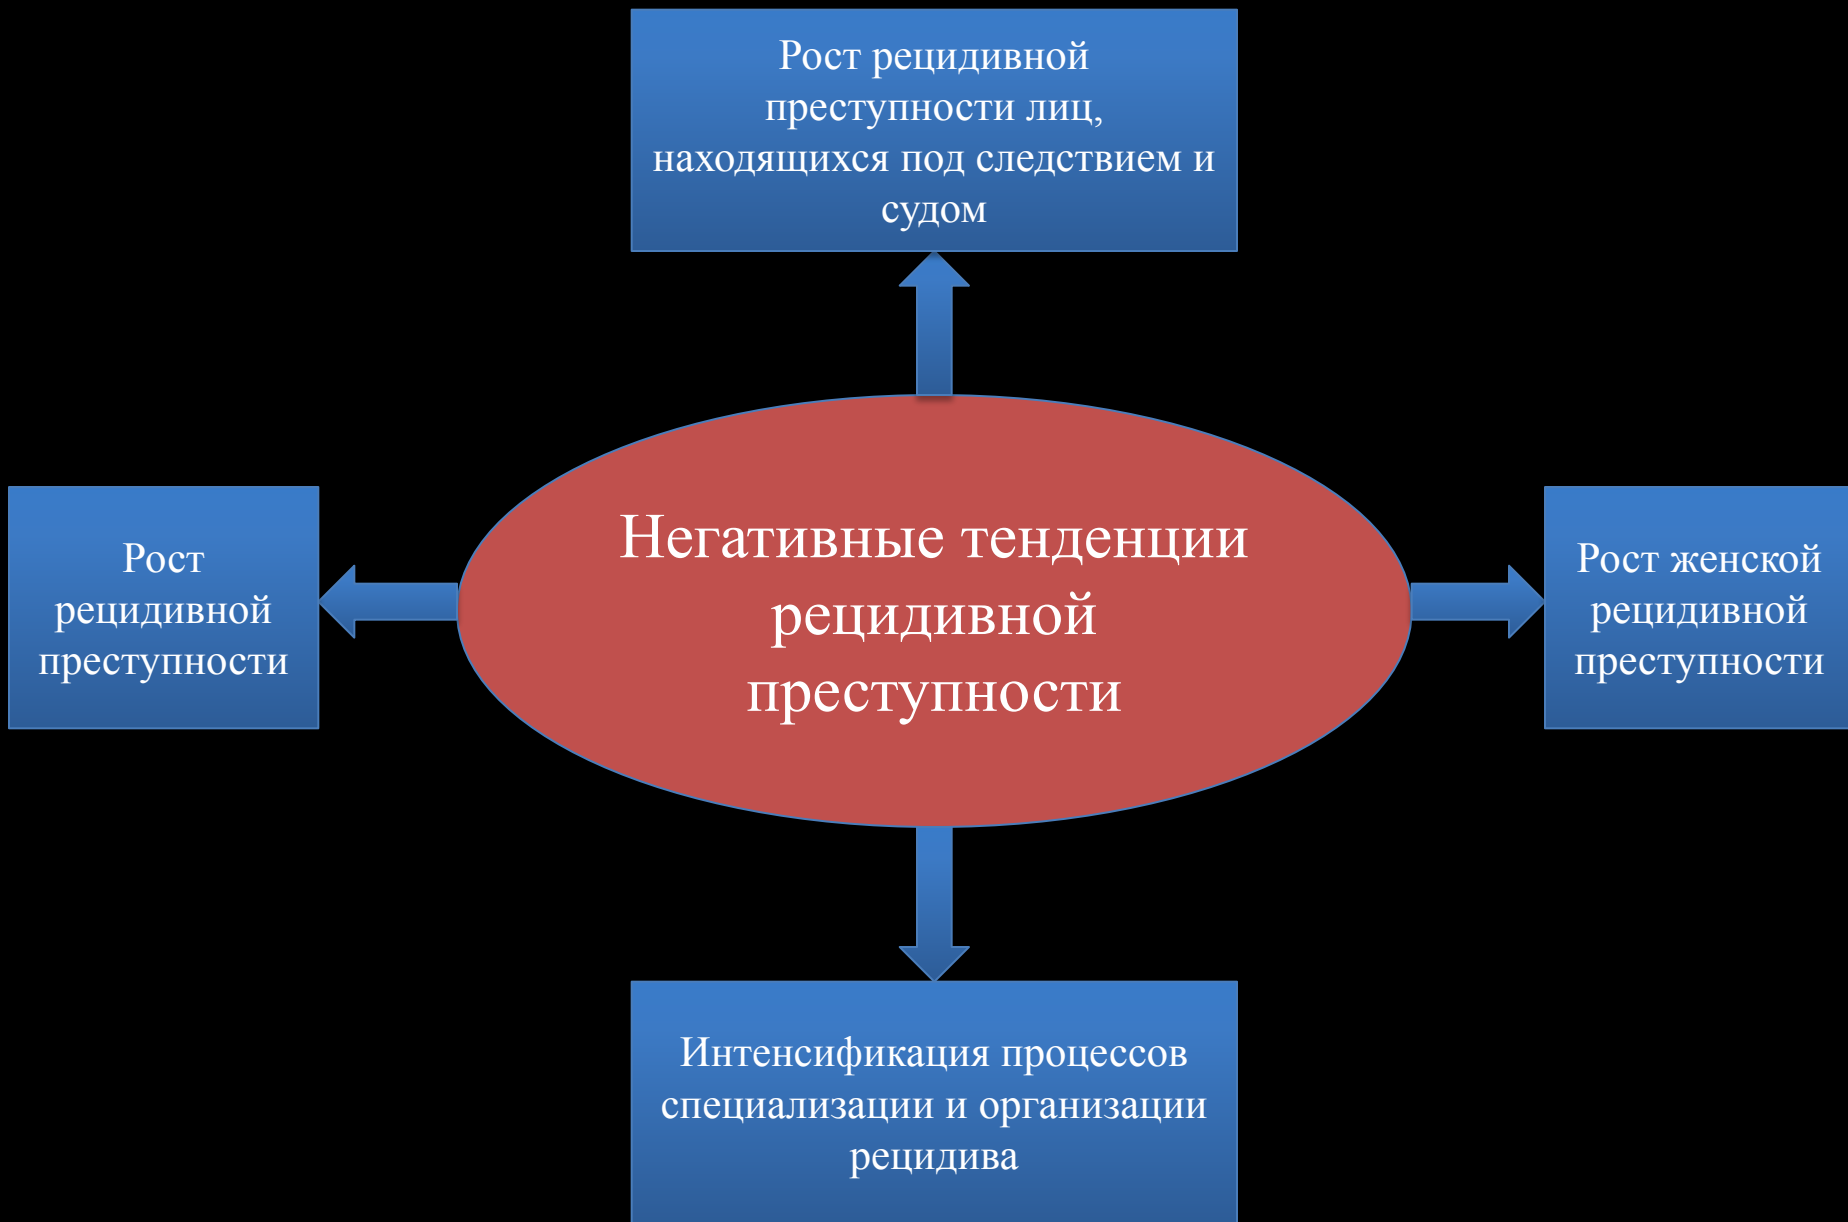 Рост рецидивной
преступности лиц,
находящихся под следствием и
судом
Негативные тенденции
рецидивной
преступности
Рост
рецидивной
преступности
Рост женской
рецидивной
преступности
Интенсификация процессов
специализации и организации
рецидива